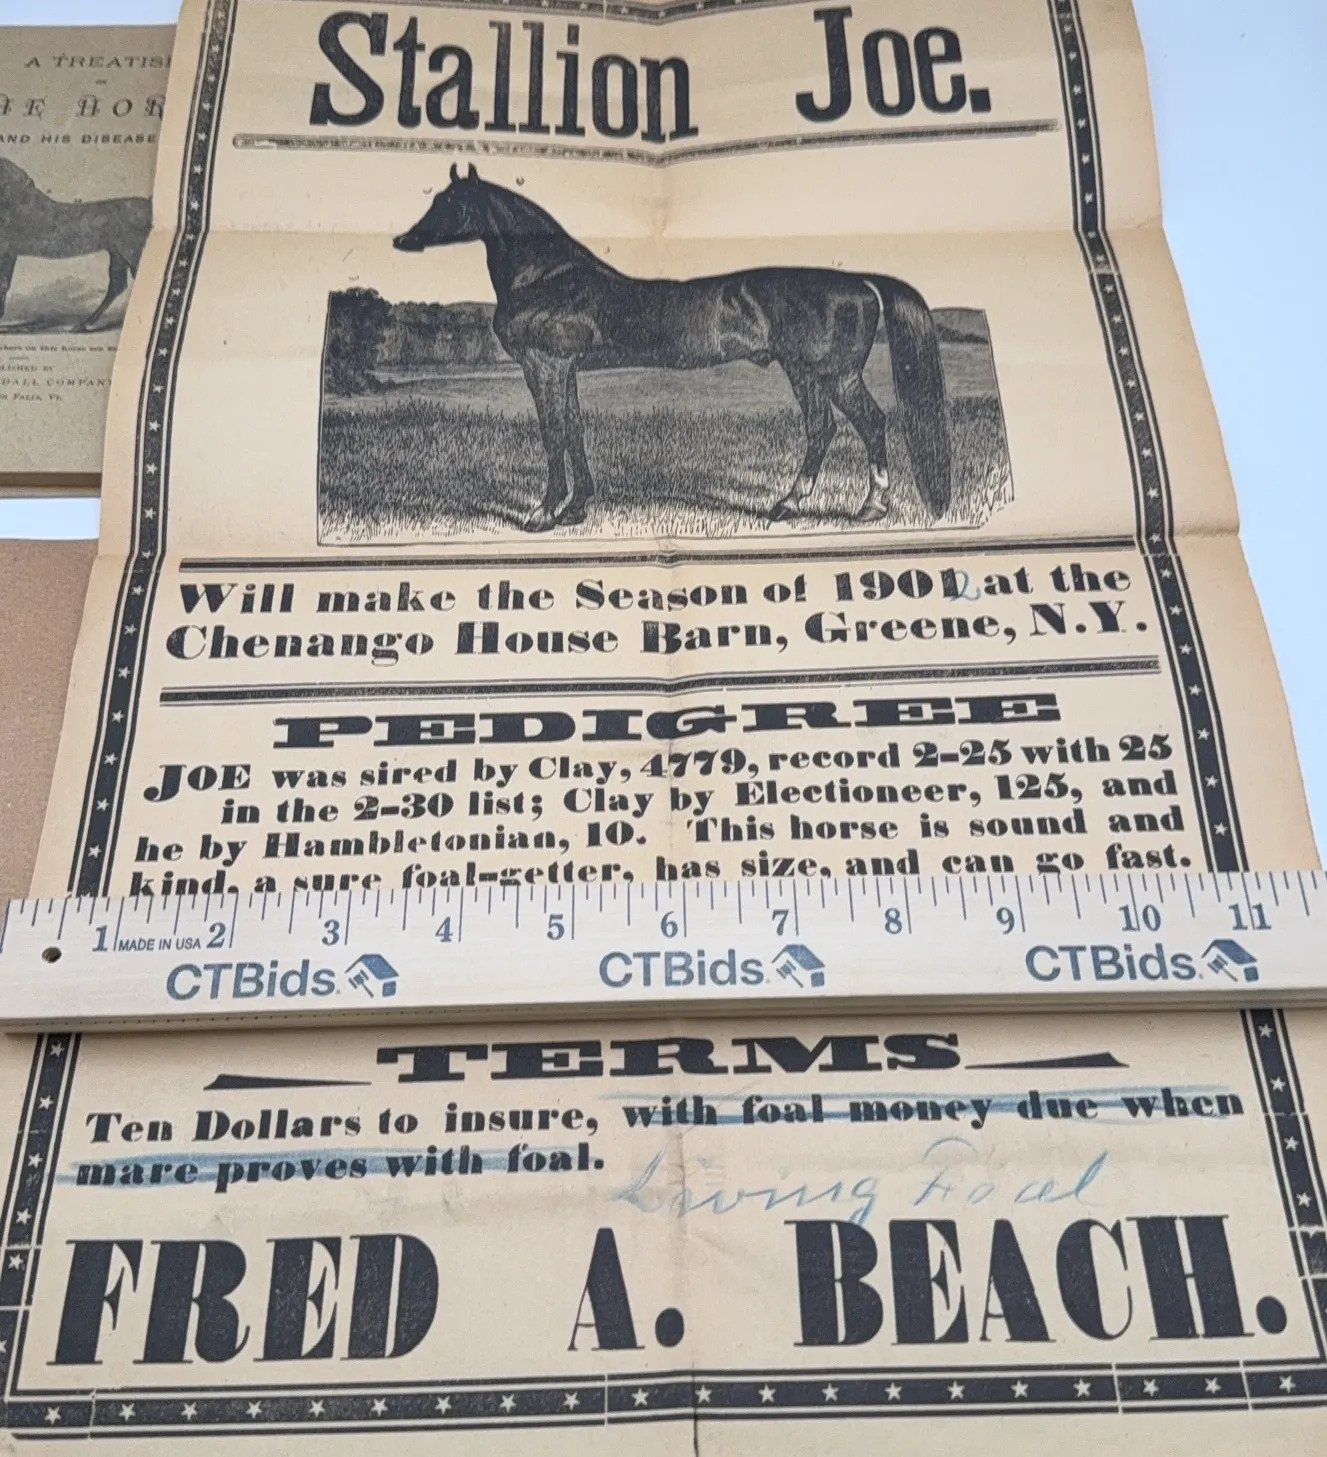 A TREATIS
HE HOR
AND HIS DISEASE
DALL COMPAN
Stallion Joe.
Will make the Season of 1902 at the
Chenango House Barn, Greene, N.Y.
PEDIGREE
JOE was sired by Clay, 4779, record 2-25 with 25
in the 2-30 list; Clay by Electioneer, 125, and
he by Hambletonian, 10. This horse is sound and
kind, a sure foal-getter, has size, and can go fast.
1 2 3 4 5 6 7 8 9 10 11
MADE IN USA
CTBids. CTBids. CTBids.
TERMS
Ten Dollars to insure, with foal money due when
mare proves with foal.
Living Foal
FRED A. BEACH.